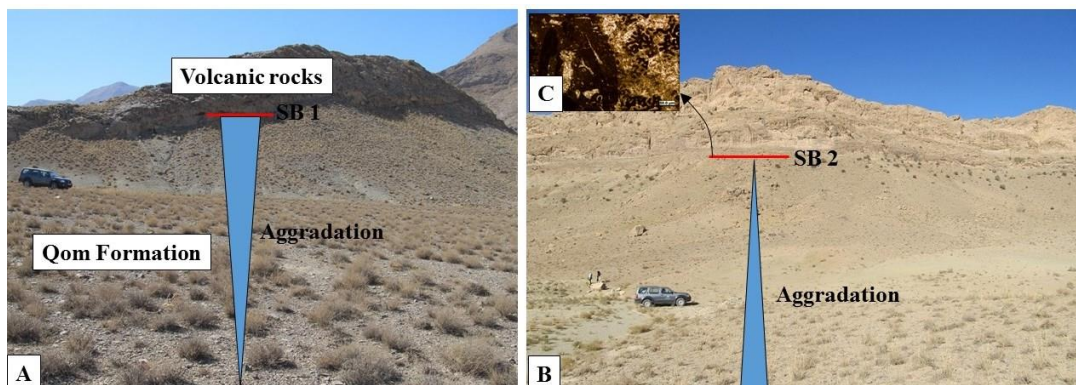 Volcanic rocks
SB 1
Aggradation
Qom Formation
A
C
SB 2
Aggradation
B